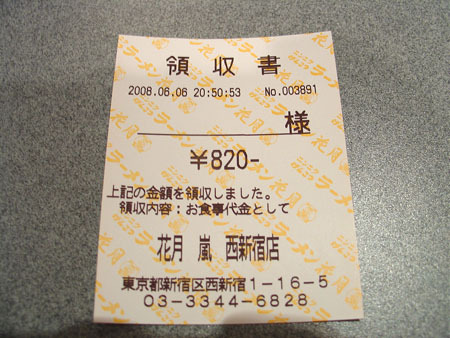 領収書
2008.06.06 20:50:53 No.003891
様
¥820-
上記の金額を領収しました。
領収内容：お食事代金として
花月 嵐 西新宿店
東京都新宿区西新宿1-16-5
03-3344-6828